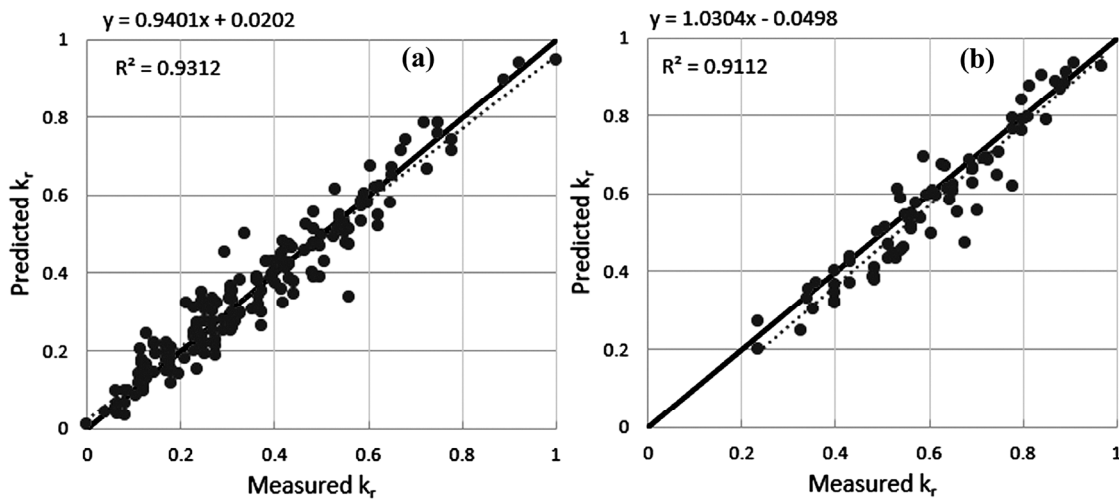 y = 0.9401x + 0.0202
R² = 0.9312
(a)
1
0.8
0.6
0.4
0.2
0
Predicted kr
0 0.2 0.4 0.6 0.8 1
Measured kr
y = 1.0304x - 0.0498
R² = 0.9112
(b)
1
0.8
0.6
0.4
0.2
0
Predicted kr
0 0.2 0.4 0.6 0.8 1
Measured kr